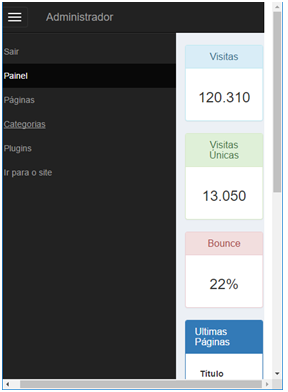 Administrador
Sair
Painel
Páginas
Categorias
Plugins
Ir para o site
Visitas
120.310
Visitas
Únicas
13.050
Bounce
22%
Ultimas
Páginas
Titulo